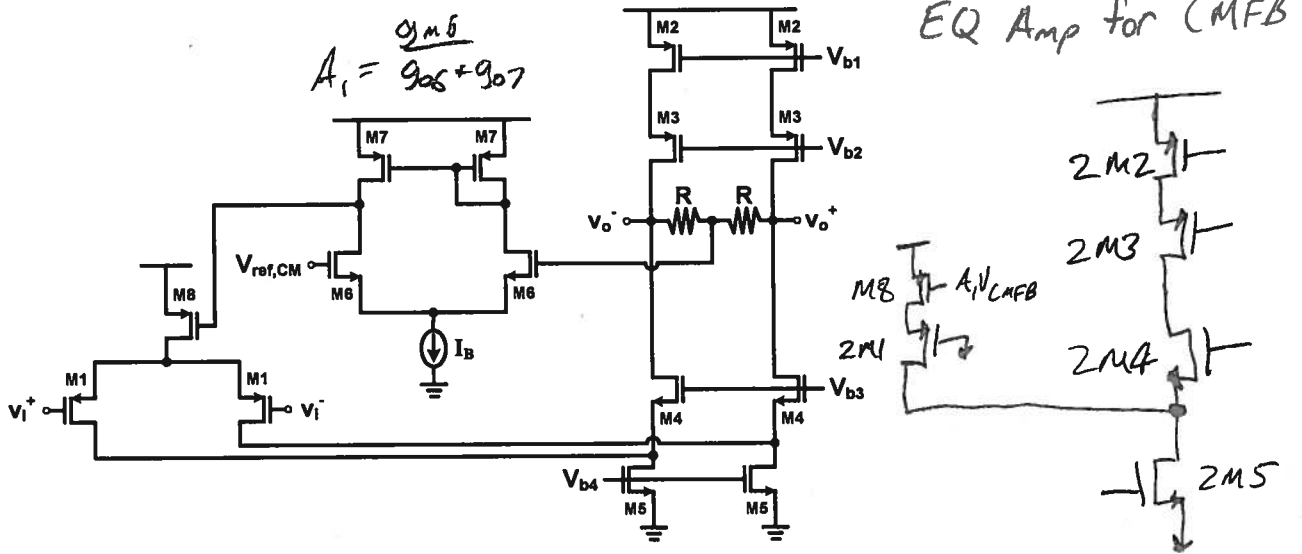 EQ Amp for CMFB
A₁ = gm6 / go6 + go7
M2
M2
Vb1
M3
M3
Vb2
M7
M7
R
R
vo-
vo+
Vref,CM
M6
M6
IB
M8
M1
M1
vi+
vi-
M4
M4
Vb3
Vb4
M5
M5
2M2
2M3
M8
A₁VCMFB
2M1
2M4
2M5